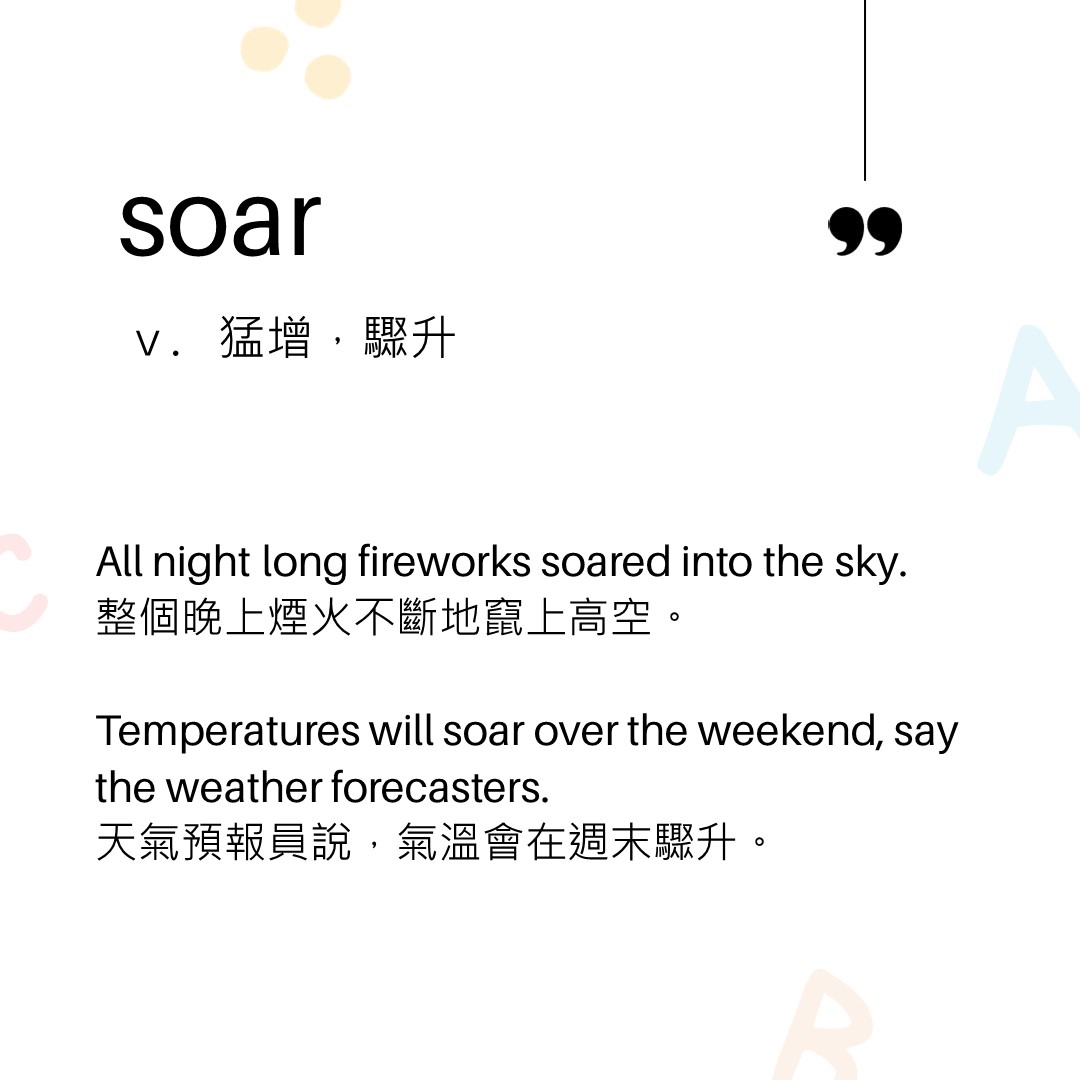 soar
”
v. 猛增，驟升
All night long fireworks soared into the sky.
整個晚上煙火不斷地竄上高空。
Temperatures will soar over the weekend, say
the weather forecasters.
天氣預報員說，氣溫會在週末驟升。
A
C
B